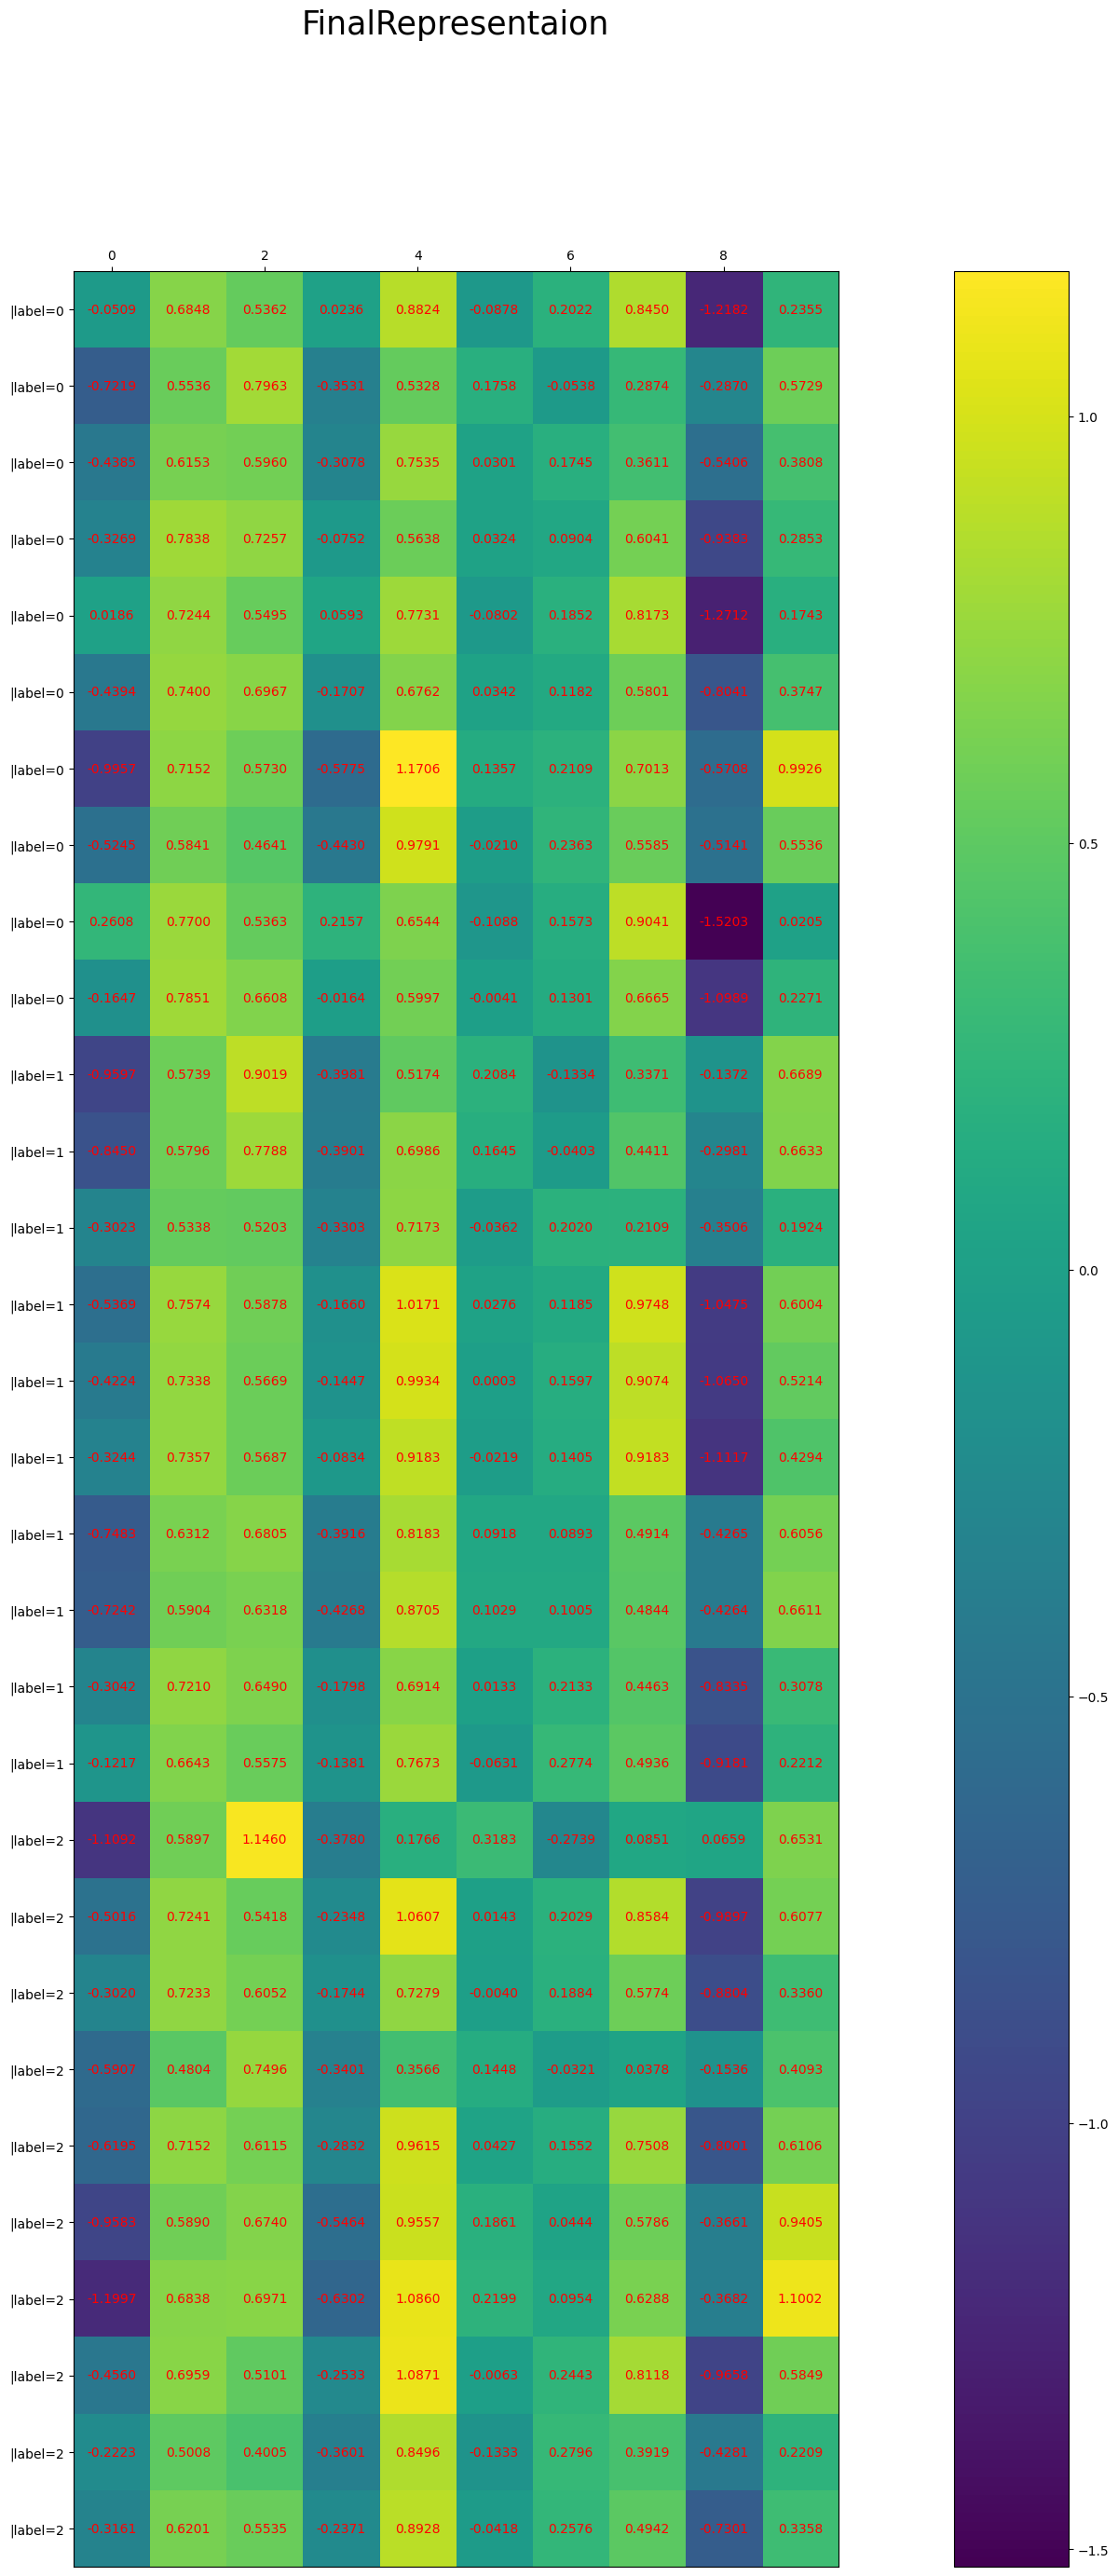 FinalRepresentaion
0 2 4 6 8
|label=0 -0.0509 0.6848 0.5362 0.0236 0.8824 -0.0878 0.2022 0.8450 -1.2182 0.2355
|label=0 -0.7219 0.5536 0.7963 -0.3531 0.5328 0.1758 -0.0538 0.2874 -0.2870 0.5729
1.0
|label=0 -0.4385 0.6153 0.5960 -0.3078 0.7535 0.0301 0.1745 0.3611 -0.5406 0.3808
|label=0 -0.3269 0.7838 0.7257 -0.0752 0.5638 0.0324 0.0904 0.6041 0.2853
|label=0 0.0186 0.7244 0.5495 0.0593 0.7731 -0.0802 0.1852 0.8173 -1.2712 0.1743
|label=0 -0.4394 0.7400 0.6967 -0.1707 0.6762 0.0342 0.1182 0.5801 -0.8041 0.3747
|label=0 -0.9957 0.7152 0.5730 -0.5775 1.1706 0.1357 0.2109 0.7013 -0.5708 0.9926
|label=0 -0.5245 0.5841 0.4641 -0.4430 0.9791 -0.0210 0.2363 0.5585 -0.5141 0.5536
0.5
|label=0 0.2608 0.7700 0.5363 0.2157 0.6544 -0.1088 0.1573 0.9041 -1.5203 0.0205
|label=0 -0.1647 0.7851 0.6608 -0.0164 0.5997 -0.0041 0.1301 0.6665 -1.0989 0.2271
|label=1 -0.9597 0.5739 0.9019 -0.3981 0.5174 0.2084 -0.1334 0.3371 -0.1372 0.6689
|label=1 0.5796 0.7788 -0.3901 0.6986 0.1645 -0.0403 0.4411 -0.2981 0.6633
|label=1 -0.3023 0.5338 0.5203 -0.3303 0.7173 -0.0362 0.2020 0.2109 -0.3506 0.1924
0.0
|label=1 -0.5369 0.7574 0.5878 -0.1660 1.0171 0.0276 0.1185 0.9748 -1.0475 0.6004
|label=1 -0.4224 0.7338 0.5669 -0.1447 0.9934 0.0003 0.1597 0.9074 -1.0650 0.5214
|label=1 -0.3244 0.7357 0.5687 -0.0834 0.9183 -0.0219 0.1405 0.9183 -1.1117 0.4294
|label=1 -0.7483 0.6312 0.6805 -0.3916 0.8183 0.0918 0.0893 0.4914 -0.4265 0.6056
|label=1 -0.7242 0.5904 0.6318 -0.4268 0.8705 0.1029 0.1005 0.4844 -0.4264 0.6611
|label=1 -0.3042 0.7210 0.6490 -0.1798 0.6914 0.0133 0.2133 0.4463 0.3078
-0.5
|label=1 -0.1217 0.6643 0.5575 -0.1381 0.7673 -0.0631 0.2774 0.4936 -0.9181 0.2212
|label=2 -1.1092 0.5897 1.1460 -0.3780 0.1766 0.3183 -0.2739 0.0851 0.0659 0.6531
|label=2 -0.5016 0.7241 0.5418 -0.2348 1.0607 0.0143 0.2029 0.8584 0.6077
|label=2 -0.3020 0.7233 0.6052 -0.1744 0.7279 -0.0040 0.1884 0.5774 0.3360
|label=2 -0.5907 0.4804 0.7496 -0.3401 0.3566 0.1448 -0.0321 0.0378 -0.1536 0.4093
-1.0
|label=2 -0.6195 0.7152 0.6115 -0.2832 0.9615 0.0427 0.1552 0.7508 0.6106
|label=2 0.5890 0.6740 -0.5464 0.9557 0.1861 0.0444 0.5786 -0.3661 0.9405
|label=2 -1.1997 0.6838 0.6971 -0.6302 1.0860 0.2199 0.0954 0.6288 -0.3682 1.1002
|label=2 -0.4560 0.6959 0.5101 -0.2533 1.0871 -0.0063 0.2443 0.8118 0.5849
|label=2 -0.2223 0.5008 0.4005 -0.3601 0.8496 -0.1333 0.2796 0.3919 -0.4281 0.2209
|label=2 -0.3161 0.6201 0.5535 -0.2371 0.8928 -0.0418 0.2576 0.4942 -0.7301 0.3358
-1.5